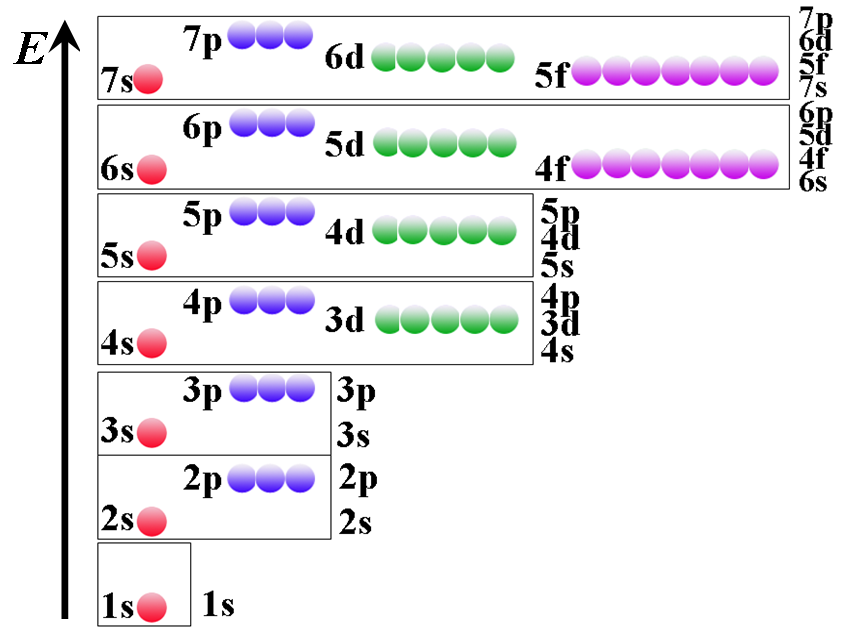 E
7s 7p 6d 5f
7p
6d
5f
7s
6s 6p 5d 4f
6p
5d
4f
6s
5s 5p 4d
5p
4d
5s
4s 4p 3d
4p
3d
4s
3s 3p
3p
3s
2s 2p
2p
2s
1s
1s